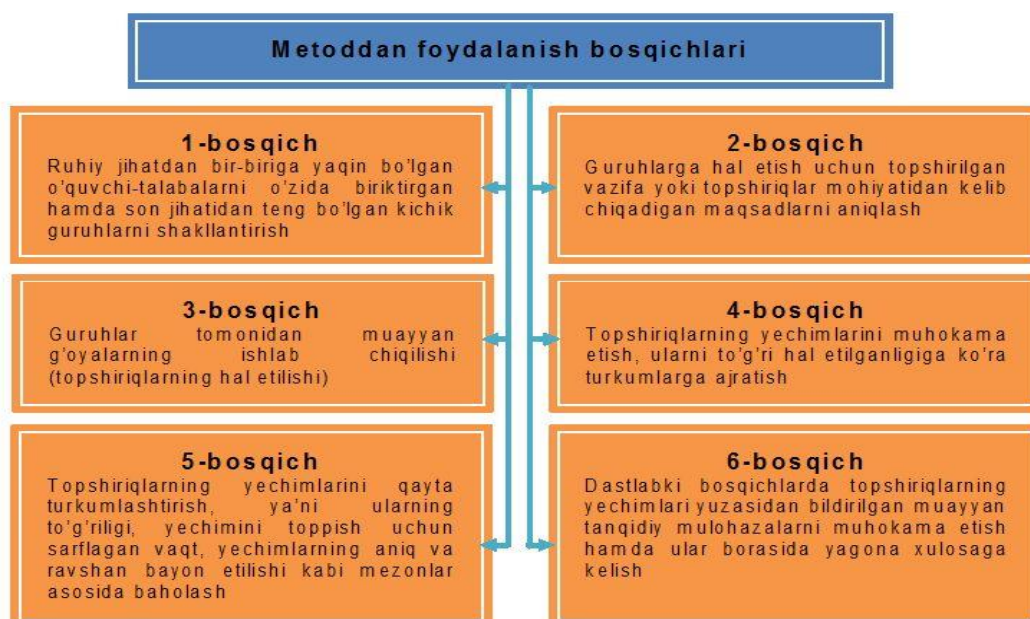 Metoddan foydalanish bosqichlari
1-bosqich
Ruhiy jihatdan bir-biriga yaqin bo'lgan
o'quvchi-talabalarni o'zida biriktirgan
hamda son jihatidan teng bo'lgan kichik
guruhlarni shakllantirish
2-bosqich
Guruhlarga hal etish uchun topshirilgan
vazifa yoki topshiriqlar mohiyatidan kelib
chiqadigan maqsadlarni aniqlash
3-bosqich
Guruhlar tomonidan muayyan
g'oyalarning ishlab chiqilishi
(topshiriqlarning hal etilishi)
4-bosqich
Topshiriqlarning yechimlarini muhokama
etish, ularni to'g'ri hal etilganligiga ko'ra
turkumlarga ajratish
5-bosqich
Topshiriqlarning yechimlarini qayta
turkumlashtirish, ya'ni ularning
to'g'riligi, yechimini toppish uchun
sarflagan vaqt, yechimlarning aniq va
ravshan bayon etilishi kabi mezonlar
asosida baholash
6-bosqich
Dastlabki bosqichlarda topshiriqlarning
yechimlari yuzasidan bildirilgan muayyan
tanqidiy mulohazalarni muhokama etish
hamda ular borasida yagona xulosaga
kelish